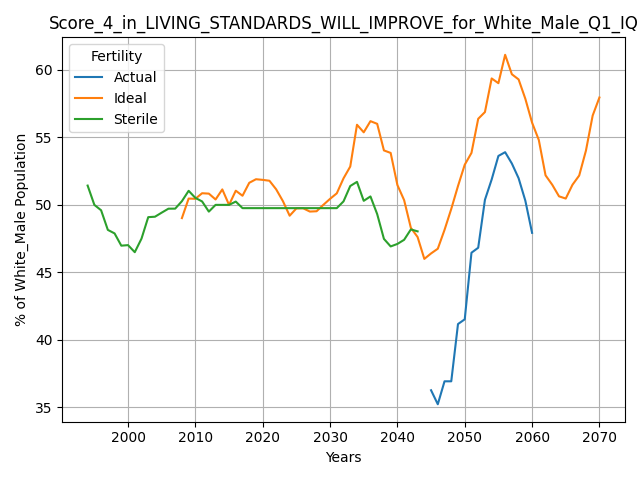 Score_4_in_LIVING_STANDARDS_WILL_IMPROVE_for_White_Male_Q1_IQ
Fertility
Actual
Ideal
Sterile
% of White_Male Population
60
55
50
45
40
35
2000
2010
2020
2030
2040
2050
2060
2070
Years